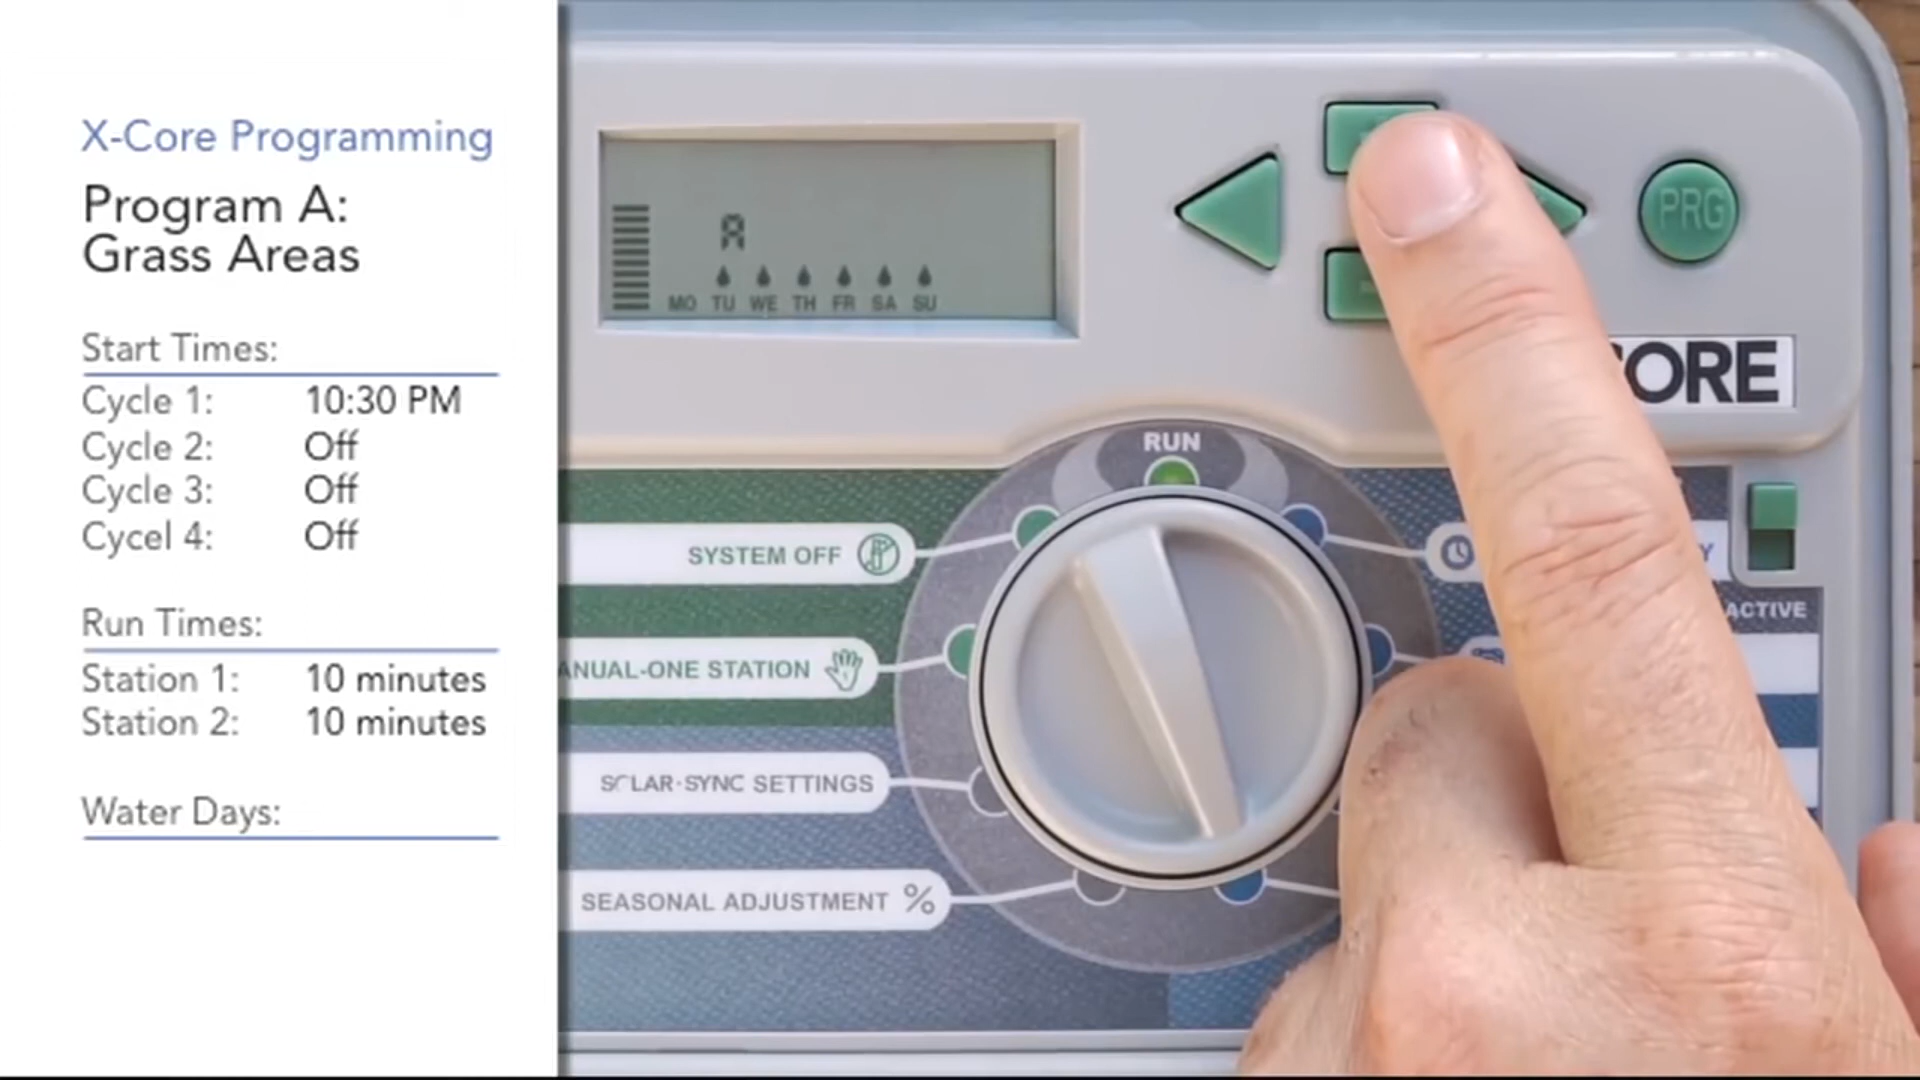 X-Core Programming
Program A:
Grass Areas
Start Times:
Cycle 1: 10:30 PM
Cycle 2: Off
Cycle 3: Off
Cycel 4: Off
Run Times:
Station 1: 10 minutes
Station 2: 10 minutes
Water Days:
A
MO TU WE TH FR SA SU
PRG
CORE
RUN
SYSTEM OFF
ANUAL-ONE STATION
SOLAR-SYNC SETTINGS
SEASONAL ADJUSTMENT %
Y
ACTIVE